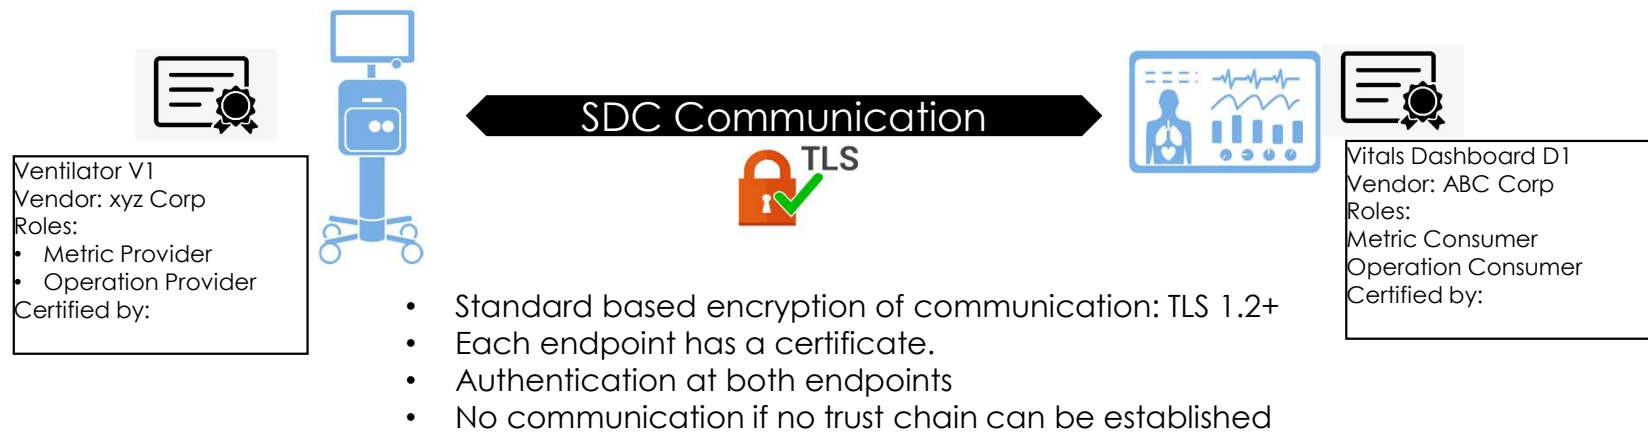 SDC Communication
TLS
Ventilator V1
Vendor: xyz Corp
Roles:
• Metric Provider
• Operation Provider
Certified by:
Vitals Dashboard D1
Vendor: ABC Corp
Roles:
Metric Consumer
Operation Consumer
Certified by:
• Standard based encryption of communication: TLS 1.2+
• Each endpoint has a certificate.
• Authentication at both endpoints
• No communication if no trust chain can be established